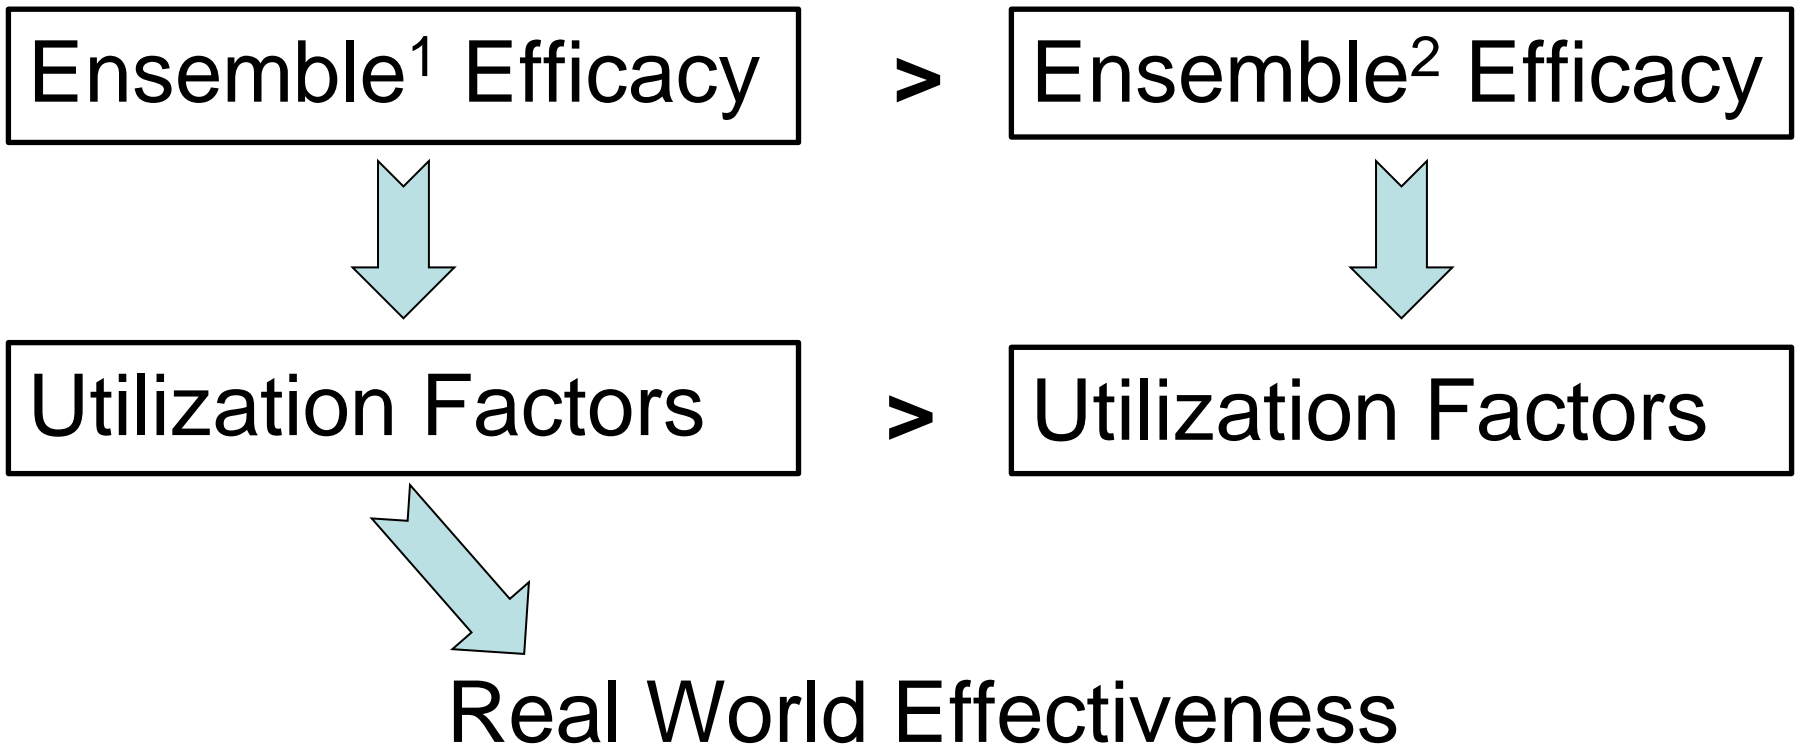 Ensemble¹ Efficacy > Ensemble² Efficacy
Utilization Factors > Utilization Factors
Real World Effectiveness